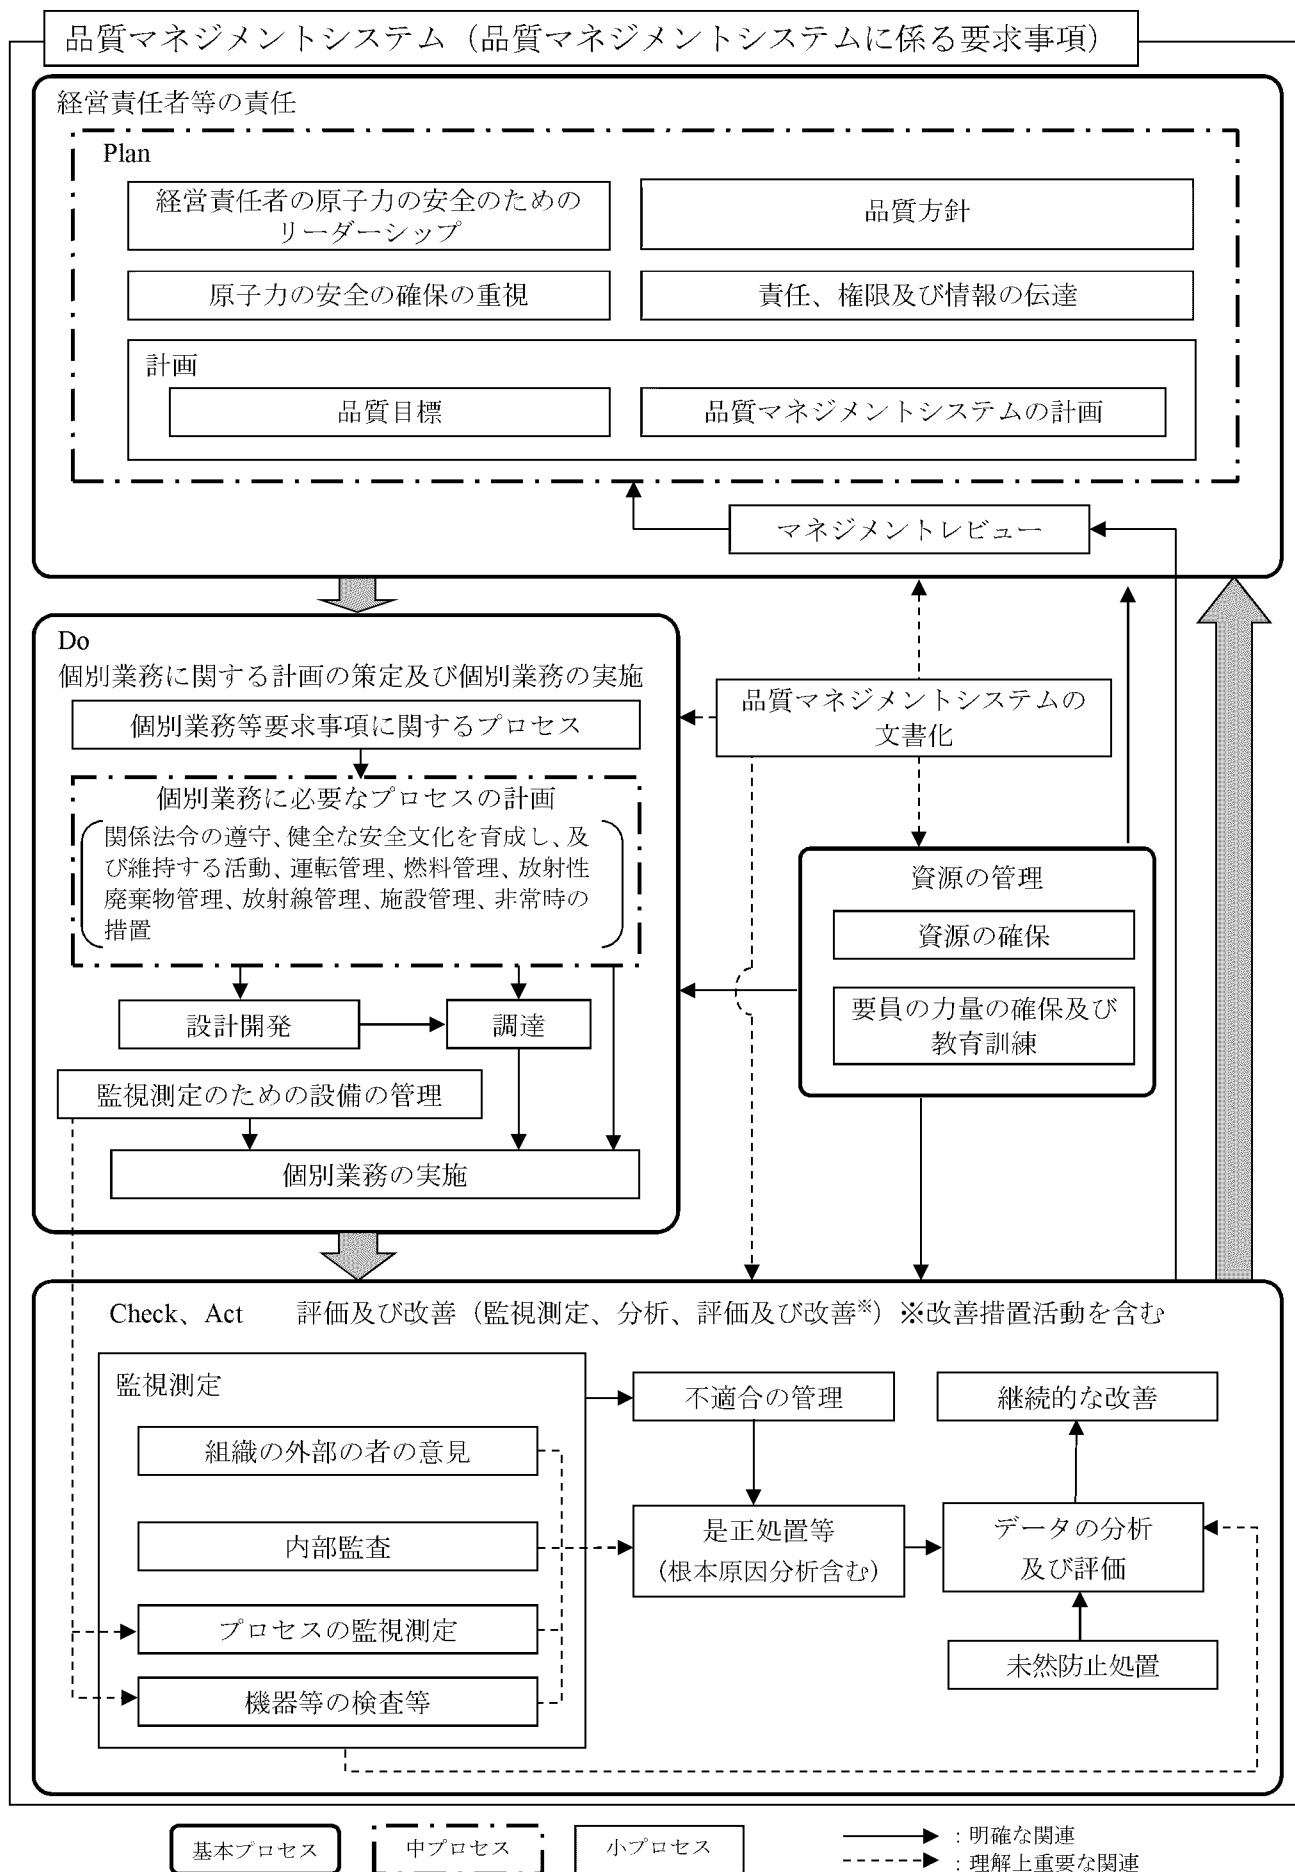 品質マネジメントシステム（品質マネジメントシステムに係る要求事項）
経営責任者等の責任
Plan
経営責任者の原子力の安全のための
リーダーシップ
品質方針
原子力の安全の確保の重視
責任、権限及び情報の伝達
計画
品質目標
品質マネジメントシステムの計画
マネジメントレビュー
Do
個別業務に関する計画の策定及び個別業務の実施
個別業務等要求事項に関するプロセス
個別業務に必要なプロセスの計画
関係法令の遵守、健全な安全文化を育成し、及
び維持する活動、運転管理、燃料管理、放射性
廃棄物管理、放射線管理、施設管理、非常時の
措置
設計開発
調達
監視測定のための設備の管理
個別業務の実施
品質マネジメントシステムの
文書化
資源の管理
資源の確保
要員の力量の確保及び
教育訓練
Check、Act　評価及び改善（監視測定、分析、評価及び改善※）※改善措置活動を含む
監視測定
組織の外部の者の意見
内部監査
プロセスの監視測定
機器等の検査等
不適合の管理
是正処置等
（根本原因分析含む）
継続的な改善
データの分析
及び評価
未然防止処置
基本プロセス
中プロセス
小プロセス
：明確な関連
：理解上重要な関連